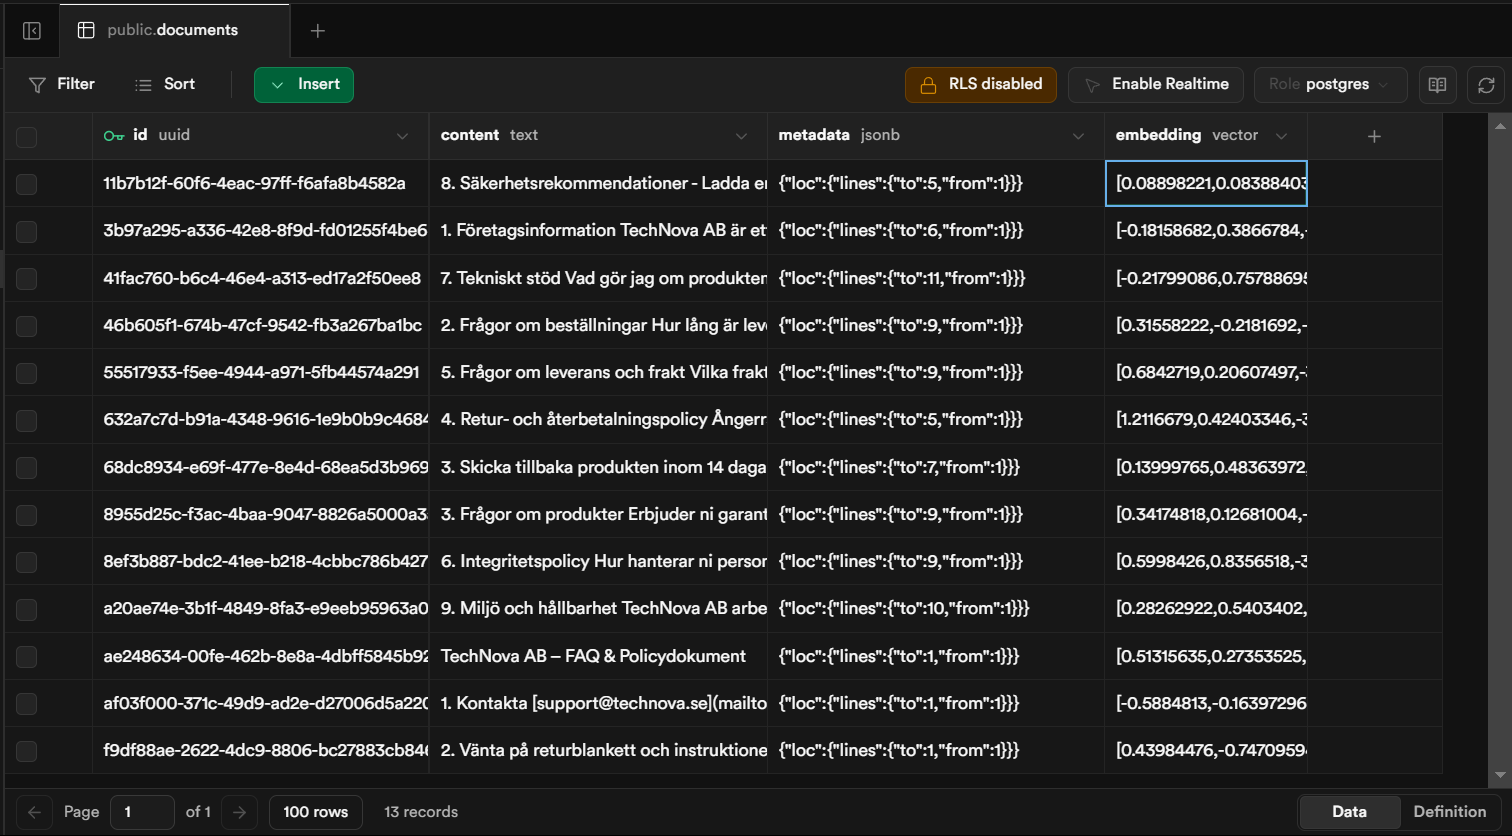 public.documents
Filter Sort Insert RLS disabled Enable Realtime Role postgres
id uuid content text metadata jsonb embedding vector
11b7b12f-60f6-4eac-97ff-f6afa8b4582a 8. Säkerhetsrekommendationer - Ladda {"loc":{"lines":{"to":5,"from":1}}} [0.08898221,0.08388403
3b97a295-a336-42e8-8f9d-fd01255f4be6 1. Företagsinformation TechNova AB är {"loc":{"lines":{"to":6,"from":1}}} [-0.18158682,0.3866784,
41fac760-b6c4-46e4-a313-ed17a2f50ee8 7. Tekniskt stöd Vad gör jag om produkten {"loc":{"lines":{"to":11,"from":1}}} [-0.21799086,0.7578869
46b605f1-674b-47cf-9542-fb3a267ba1bc 2. Frågor om beställningar Hur lång är lev {"loc":{"lines":{"to":9,"from":1}}} [0.31558222,-0.2181692,-
55517933-f5ee-4944-a971-5fb44574a291 5. Frågor om leverans och frakt Vilka frakt {"loc":{"lines":{"to":9,"from":1}}} [0.6842719,0.20607497,-
632a7c7d-b91a-4348-9616-1e9b0b9c4684 4. Retur- och återbetalningspolicy Ångerr {"loc":{"lines":{"to":5,"from":1}}} [1.2116679,0.42403346,-
68dc8934-e69f-477e-8e4d-68ea5d3b969 3. Skicka tillbaka produkten inom 14 daga {"loc":{"lines":{"to":7,"from":1}}} [0.13999765,0.48363972,
8955d25c-f3ac-4baa-9047-8826a5000a3 3. Frågor om produkter Erbjuder ni garant {"loc":{"lines":{"to":9,"from":1}}} [0.34174818,0.12681004,-
8ef3b887-bdc2-41ee-b218-4cbbc786b427 6. Integritetspolicy Hur hanterar ni person {"loc":{"lines":{"to":9,"from":1}}} [0.5998426,0.8356518,-
a20ae74e-3b1f-4849-8fa3-e9eeb95963a0 9. Miljö och hållbarhet TechNova AB arbe {"loc":{"lines":{"to":10,"from":1}}} [0.28262922,0.5403402,
ae248634-00fe-462b-8e8a-4dbff5845b92 TechNova AB – FAQ & Policydokument {"loc":{"lines":{"to":1,"from":1}}} [0.51315635,0.27353525,
af03f000-371c-49d9-ad2e-d27006d5a220 1. Kontakta [support@technova.se](mailto {"loc":{"lines":{"to":1,"from":1}}} [-0.5884813,-0.16397296
f9df88ae-2622-4dc9-8806-bc27883cb84 2. Vänta på returblankett och instruktione {"loc":{"lines":{"to":1,"from":1}}} [0.43984476,-0.7470959
Page 1 of 1 100 rows 13 records Data Definition